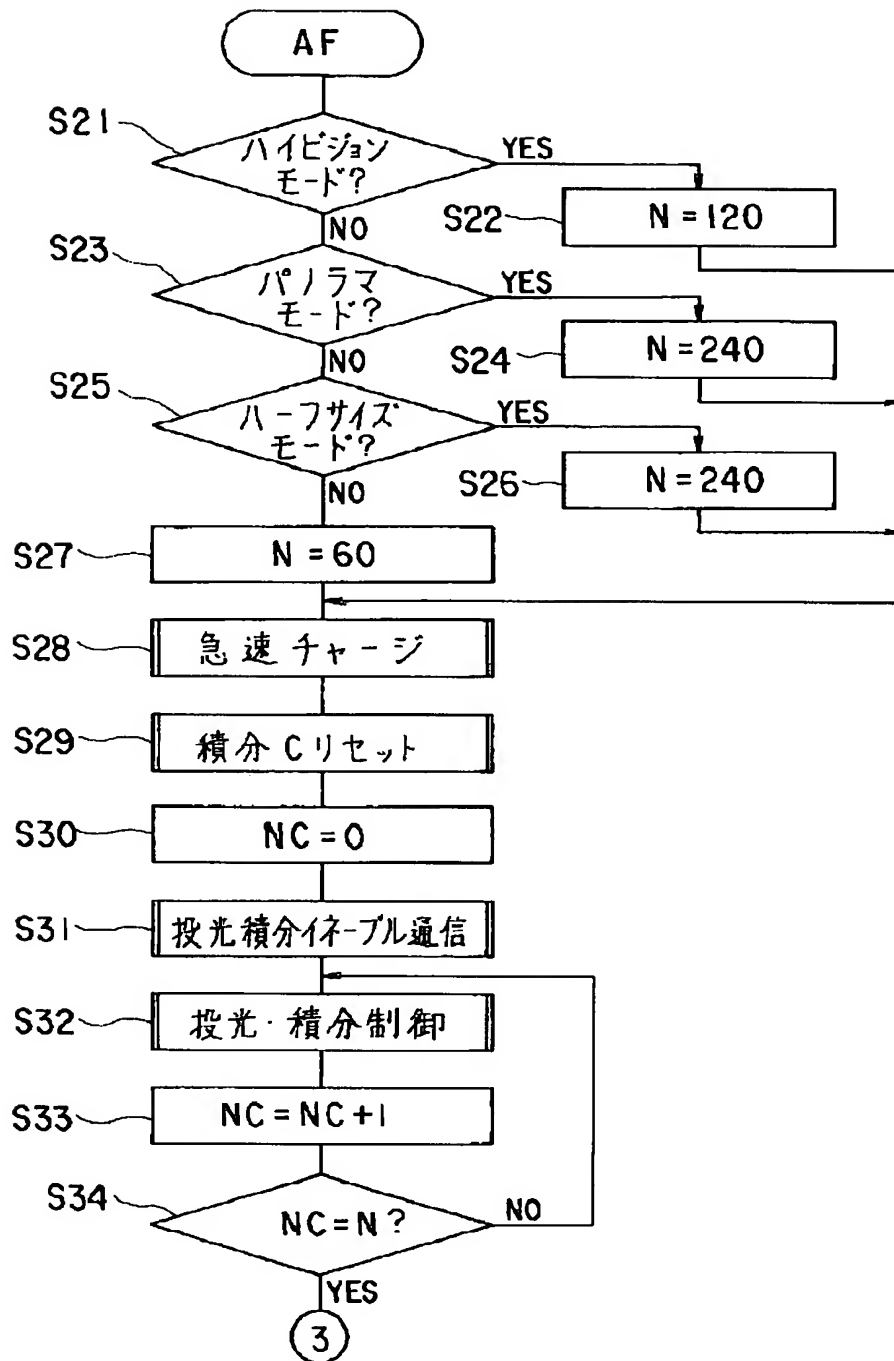 AF
S21
ハイビジョン
モード?
YES
S22
N=120
NO
S23
パノラマ
モード?
YES
S24
N=240
NO
S25
ハーフサイズ
モード?
YES
S26
N=240
NO
S27
N=60
S28
急速チャージ
S29
積分Cリセット
S30
NC=0
S31
投光積分イネーブル通信
S32
投光・積分制御
S33
NC=NC+1
S34
NC=N?
NO
YES
3